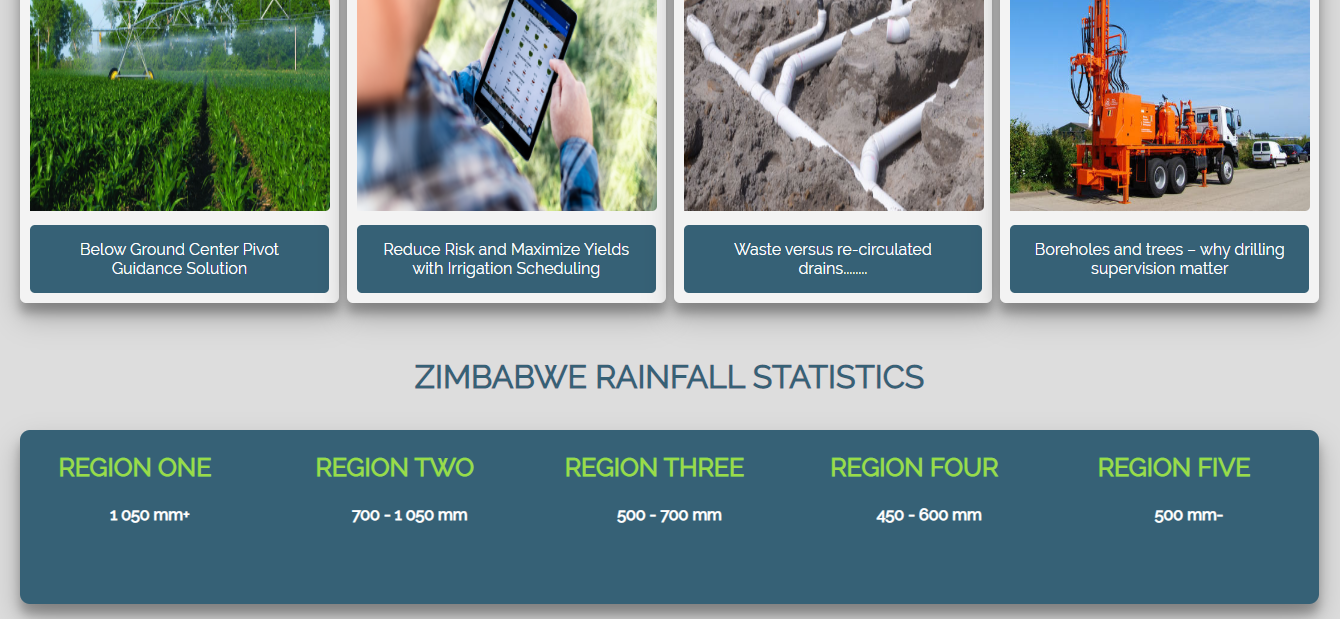 Below Ground Center Pivot
Guidance Solution
Reduce Risk and Maximize Yields
with Irrigation Scheduling
Waste versus re-circulated
drains........
Boreholes and trees – why drilling
supervision matter
ZIMBABWE RAINFALL STATISTICS
REGION ONE
1 050 mm+
REGION TWO
700 - 1 050 mm
REGION THREE
500 - 700 mm
REGION FOUR
450 - 600 mm
REGION FIVE
500 mm-